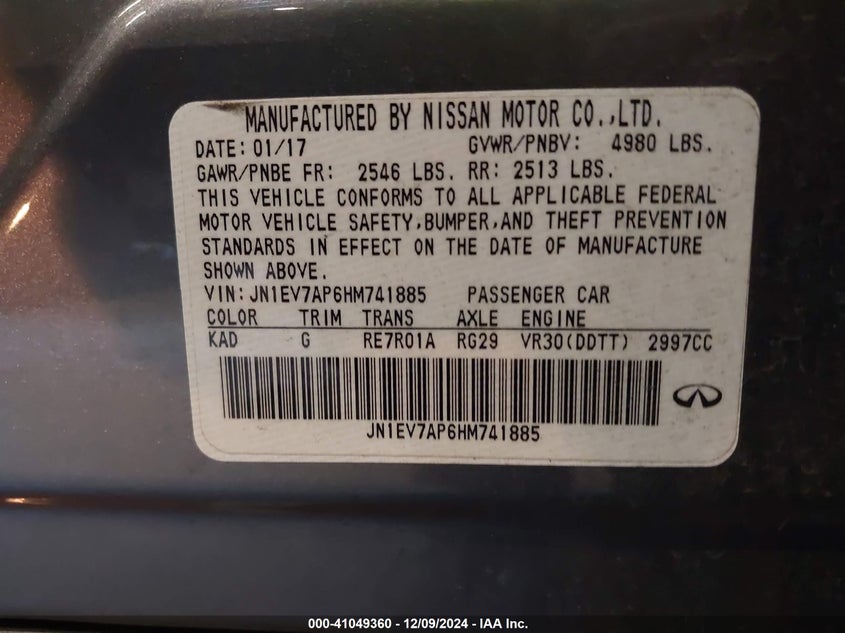 MANUFACTURED BY NISSAN MOTOR CO.,LTD.
DATE: 01/17 GVWR/PNBV: 4980 LBS.
GAWR/PNBE FR: 2546 LBS. RR: 2513 LBS.
THIS VEHICLE CONFORMS TO ALL APPLICABLE FEDERAL
MOTOR VEHICLE SAFETY,BUMPER,AND THEFT PREVENTION
STANDARDS IN EFFECT ON THE DATE OF MANUFACTURE
SHOWN ABOVE.
VIN: JN1EV7AP6HM741885 PASSENGER CAR
COLOR TRIM TRANS AXLE ENGINE
KAD G RE7R01A RG29 VR30(DDTT) 2997CC
JN1EV7AP6HM741885
000-41049360 - 12/09/2024 - IAA Inc.